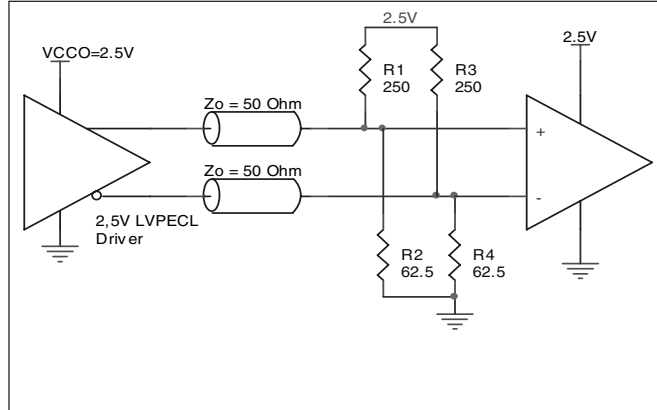 2.5V
VCCO=2.5V
2.5V
R1
250
R3
250
Zo = 50 Ohm
+
Zo = 50 Ohm
-
2,5V LVPECL
Driver
R2
62.5
R4
62.5